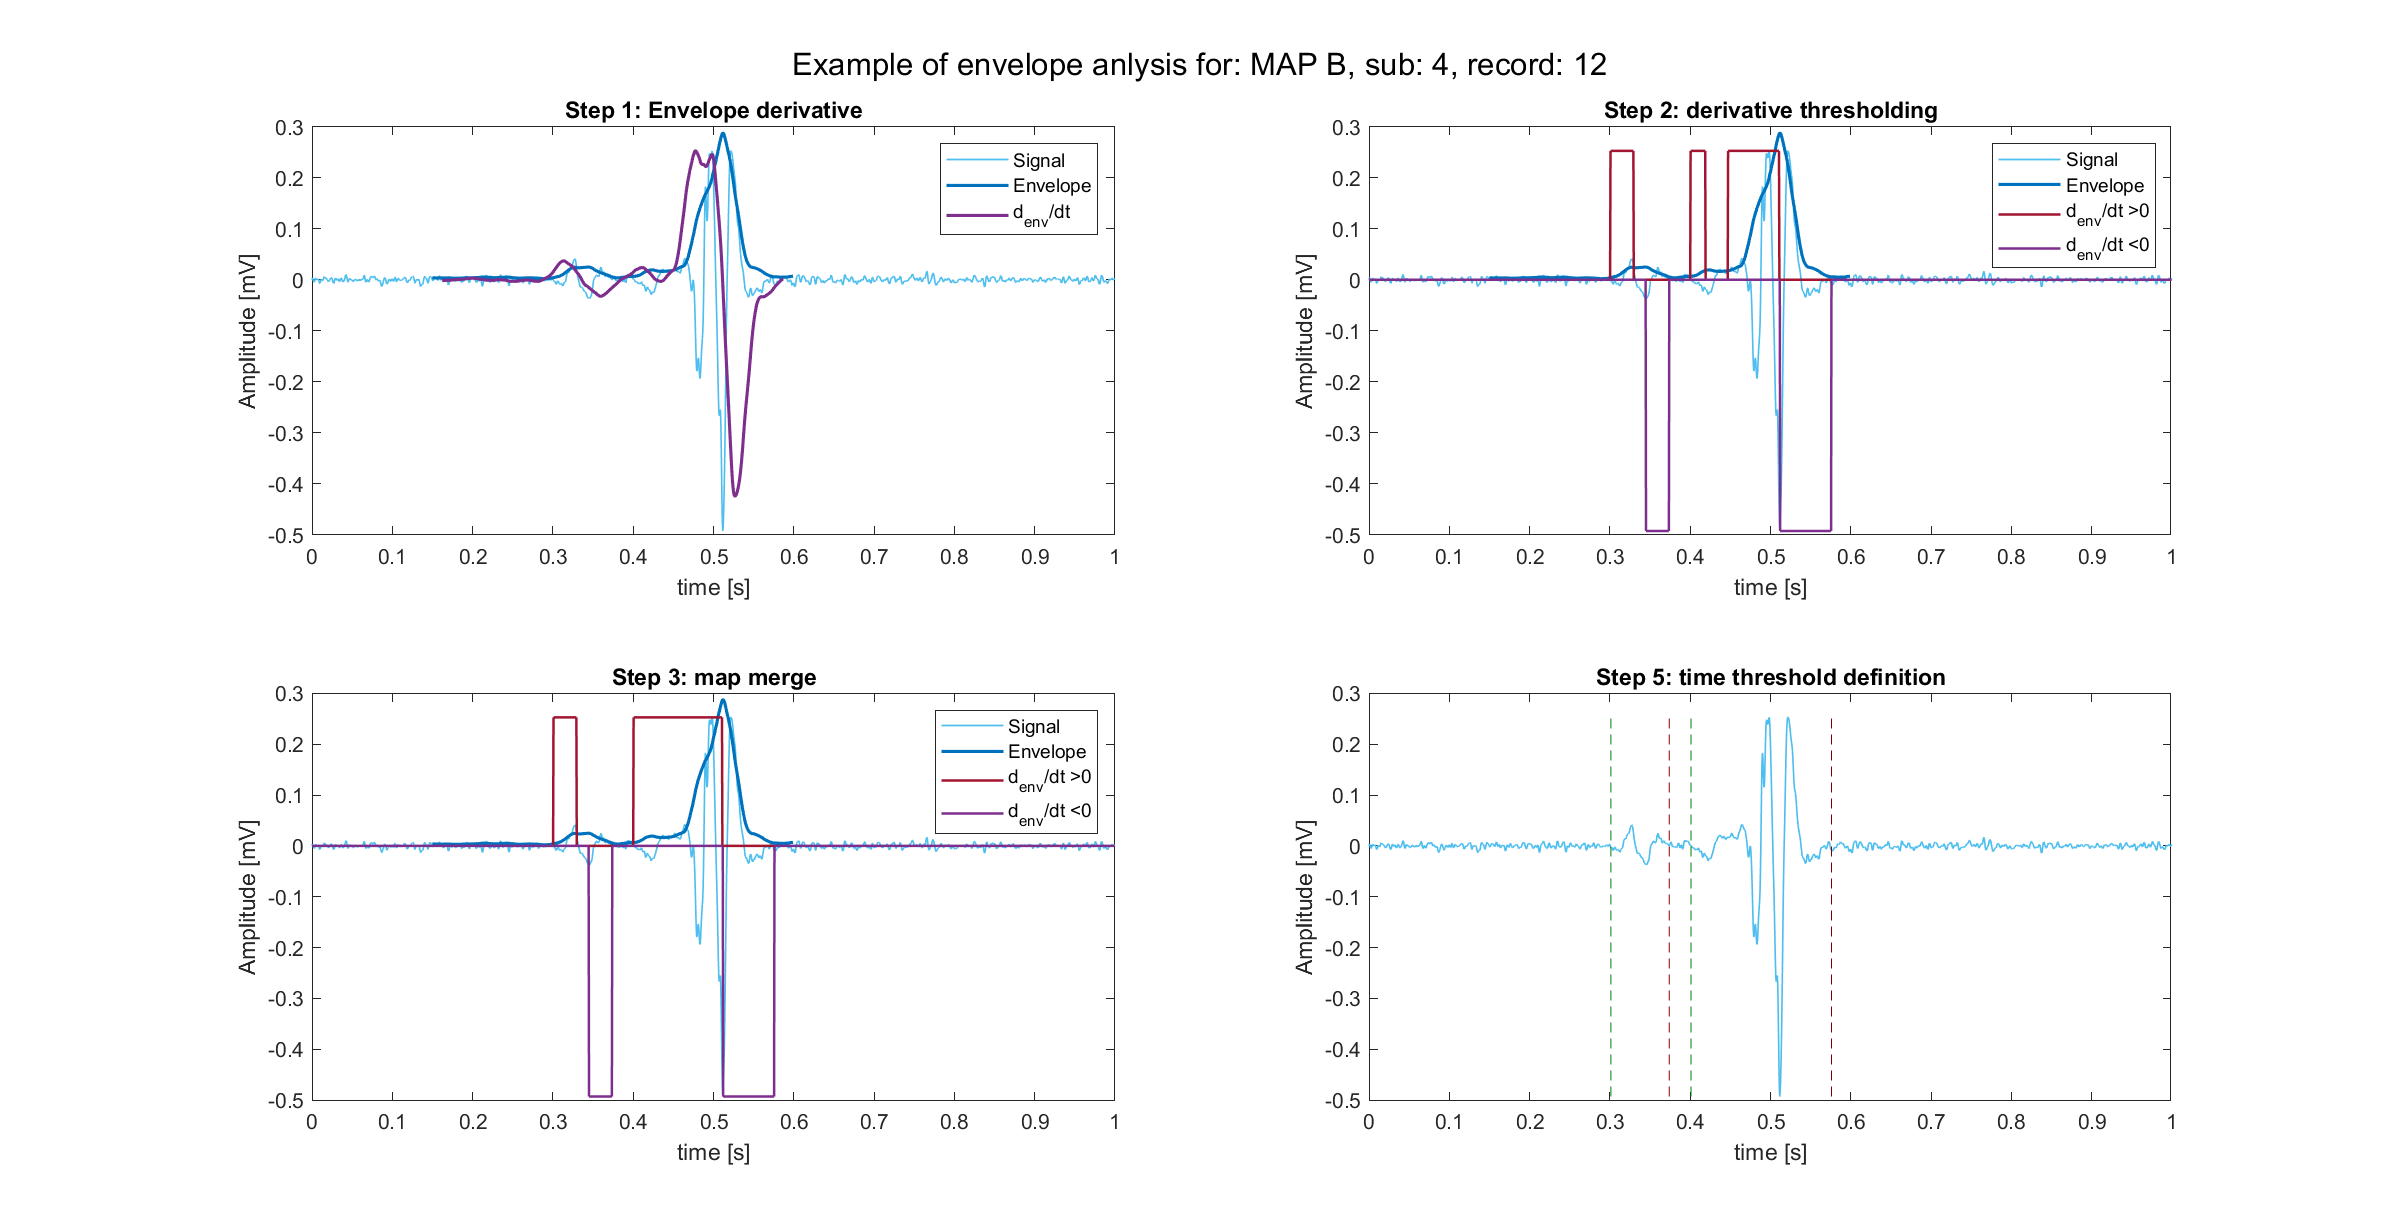 Example of envelope anlysis for: MAP B, sub: 4, record: 12
Step 1: Envelope derivative
0.3
0.2
0.1
0
-0.1
-0.2
-0.3
-0.4
-0.5
Amplitude [mV]
0 0.1 0.2 0.3 0.4 0.5 0.6 0.7 0.8 0.9 1
time [s]
Signal
Envelope
d_env/dt
Step 2: derivative thresholding
0.3
0.2
0.1
0
-0.1
-0.2
-0.3
-0.4
-0.5
Amplitude [mV]
0 0.1 0.2 0.3 0.4 0.5 0.6 0.7 0.8 0.9 1
time [s]
Signal
Envelope
d_env/dt >0
d_env/dt <0
Step 3: map merge
0.3
0.2
0.1
0
-0.1
-0.2
-0.3
-0.4
-0.5
Amplitude [mV]
0 0.1 0.2 0.3 0.4 0.5 0.6 0.7 0.8 0.9 1
time [s]
Signal
Envelope
d_env/dt >0
d_env/dt <0
Step 5: time threshold definition
0.3
0.2
0.1
0
-0.1
-0.2
-0.3
-0.4
-0.5
Amplitude [mV]
0 0.1 0.2 0.3 0.4 0.5 0.6 0.7 0.8 0.9 1
time [s]